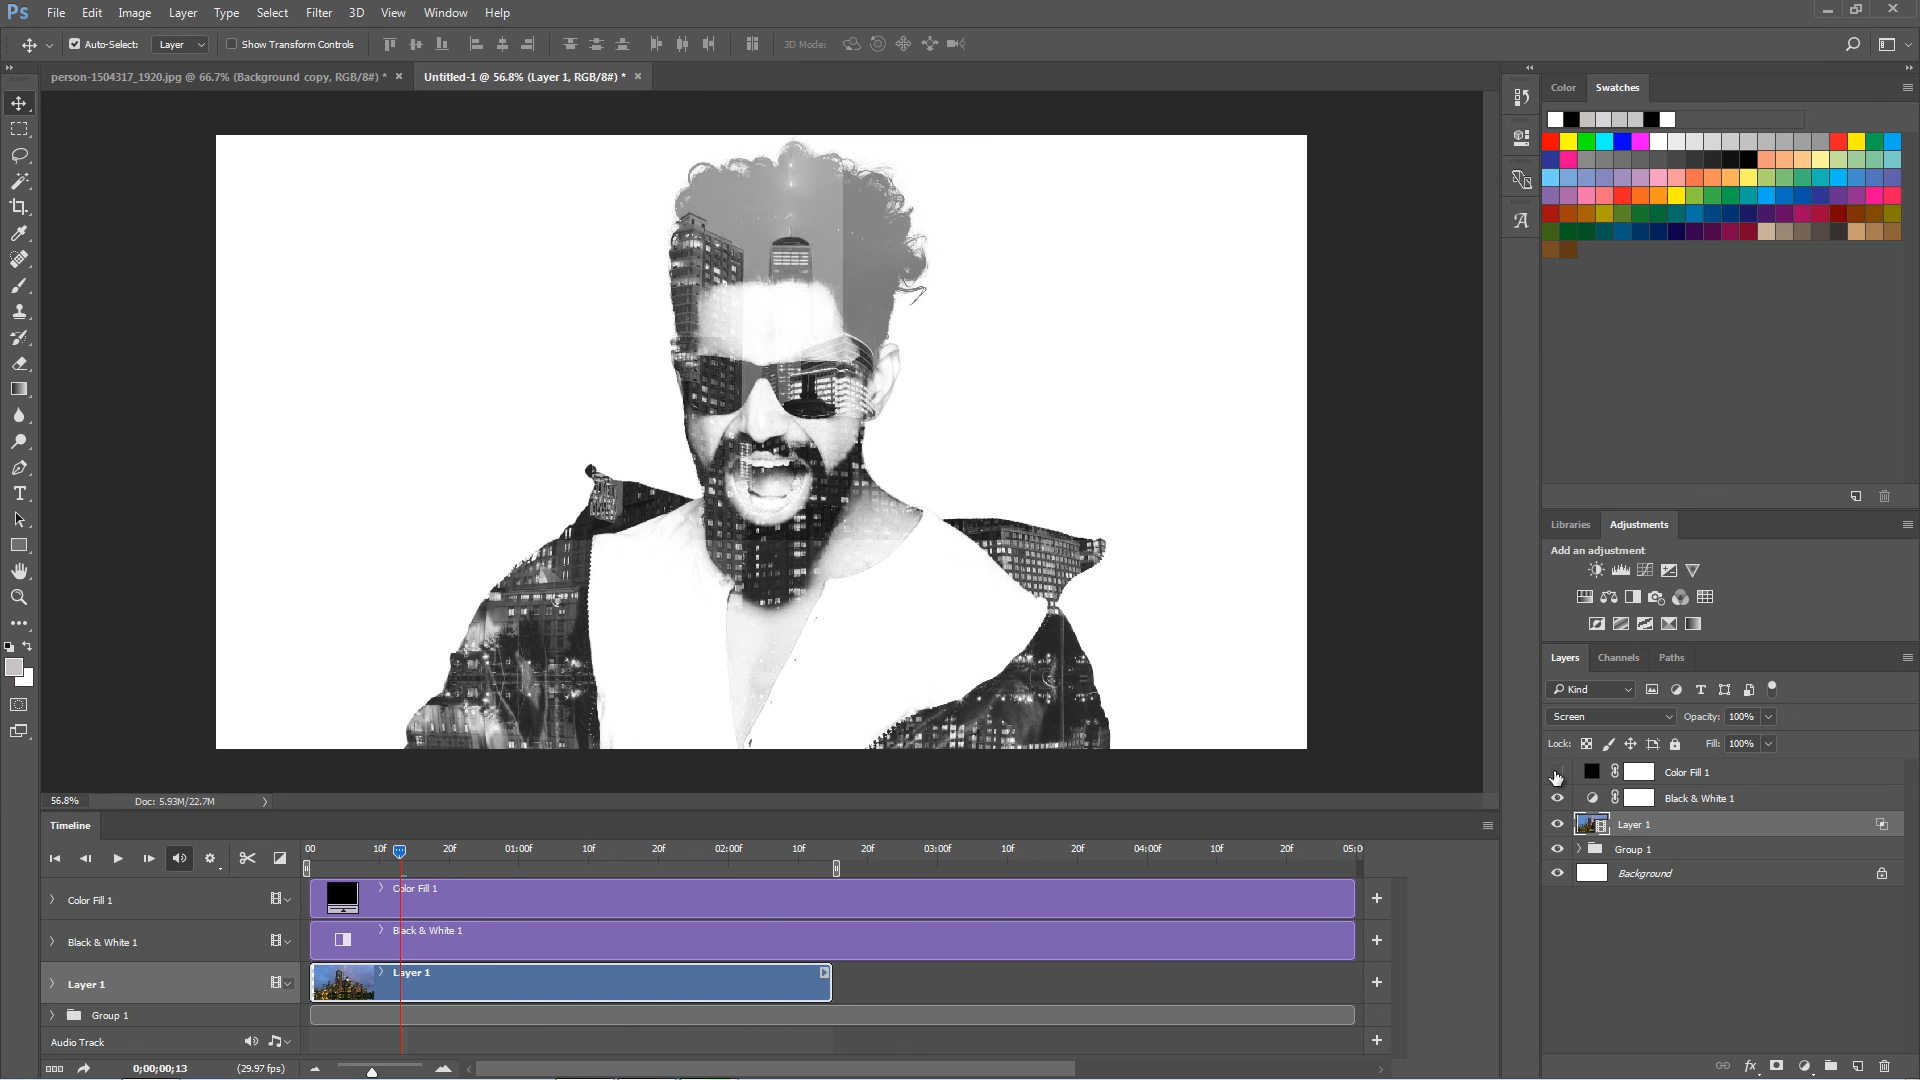 Ps File Edit Image Layer Type Select Filter 3D View Window Help
Auto-Select: Layer Show Transform Controls 3D Mode:
person-1504317_1920.jpg @ 66.7% (Background copy, RGB/8#) * × Untitled-1 @ 56.8% (Layer 1, RGB/8#) * ×
Color Swatches
Libraries Adjustments
Add an adjustment
Layers Channels Paths
Kind
Screen Opacity: 100%
Lock: Fill: 100%
Color Fill 1
Black & White 1
Layer 1
Group 1
Background
56.8% Doc: 5.93M/22.7M
Timeline
00 10f 20f 01:00f 10f 20f 02:00f 10f 20f 03:00f 10f 20f 04:00f 10f 20f 05:0
Color Fill 1 Color Fill 1
Black & White 1 Black & White 1
Layer 1 Layer 1
Group 1
Audio Track
0;00;00;13 (29.97 fps)
fx